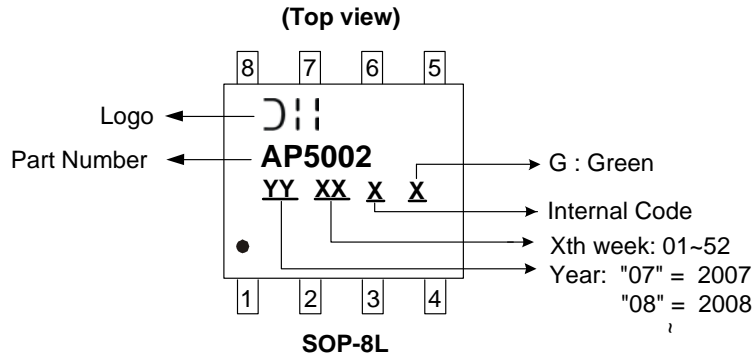 (Top view)
8 7 6 5
Logo
Part Number
AP5002
YY XX X X
G : Green
Internal Code
Xth week: 01~52
Year: "07" = 2007
"08" = 2008
~
1 2 3 4
SOP-8L